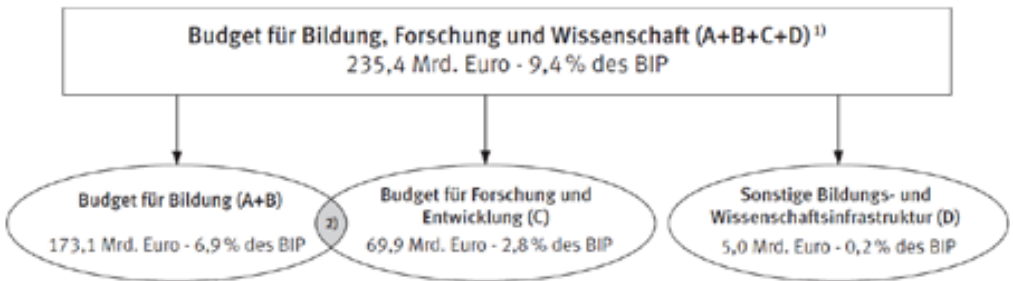 Budget für Bildung, Forschung und Wissenschaft (A+B+C+D) 1)
235,4 Mrd. Euro - 9,4 % des BIP
Budget für Bildung (A+B)
173,1 Mrd. Euro - 6,9 % des BIP
2)
Budget für Forschung und
Entwicklung (C)
69,9 Mrd. Euro - 2,8 % des BIP
Sonstige Bildungs- und
Wissenschaftsinfrastruktur (D)
5,0 Mrd. Euro - 0,2 % des BIP